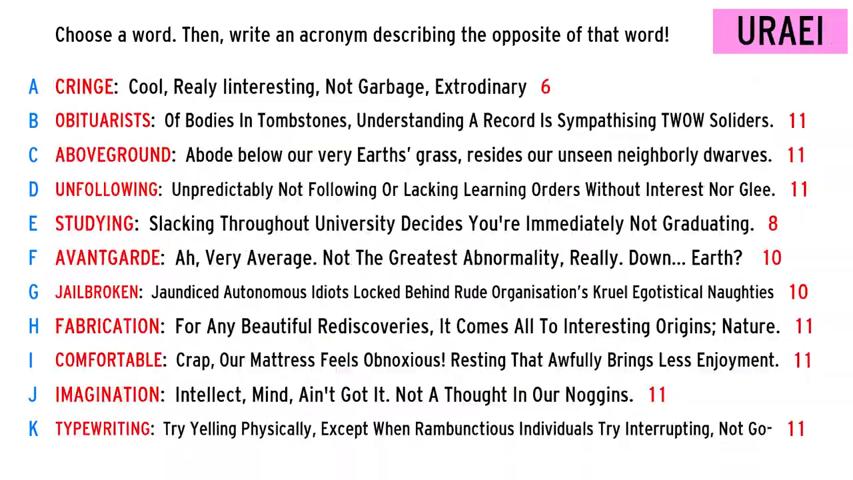 Choose a word. Then, write an acronym describing the opposite of that word!
URAEI
A CRINGE: Cool, Realy Iinteresting, Not Garbage, Extrodinary 6
B OBITUARISTS: Of Bodies In Tombstones, Understanding A Record Is Sympathising TWOW Soliders. 11
C ABOVEGROUND: Abode below our very Earths’ grass, resides our unseen neighborly dwarves. 11
D UNFOLLOWING: Unpredictably Not Following Or Lacking Learning Orders Without Interest Nor Glee. 11
E STUDYING: Slacking Throughout University Decides You're Immediately Not Graduating. 8
F AVANTGARDE: Ah, Very Average. Not The Greatest Abnormality, Really. Down... Earth? 10
G JAILBROKEN: Jaundiced Autonomous Idiots Locked Behind Rude Organisation’s Kruel Egotistical Naughties 10
H FABRICATION: For Any Beautiful Rediscoveries, It Comes All To Interesting Origins; Nature. 11
I COMFORTABLE: Crap, Our Mattress Feels Obnoxious! Resting That Awfully Brings Less Enjoyment. 11
J IMAGINATION: Intellect, Mind, Ain't Got It. Not A Thought In Our Noggins. 11
K TYPEWRITING: Try Yelling Physically, Except When Rambunctious Individuals Try Interrupting, Not Go- 11